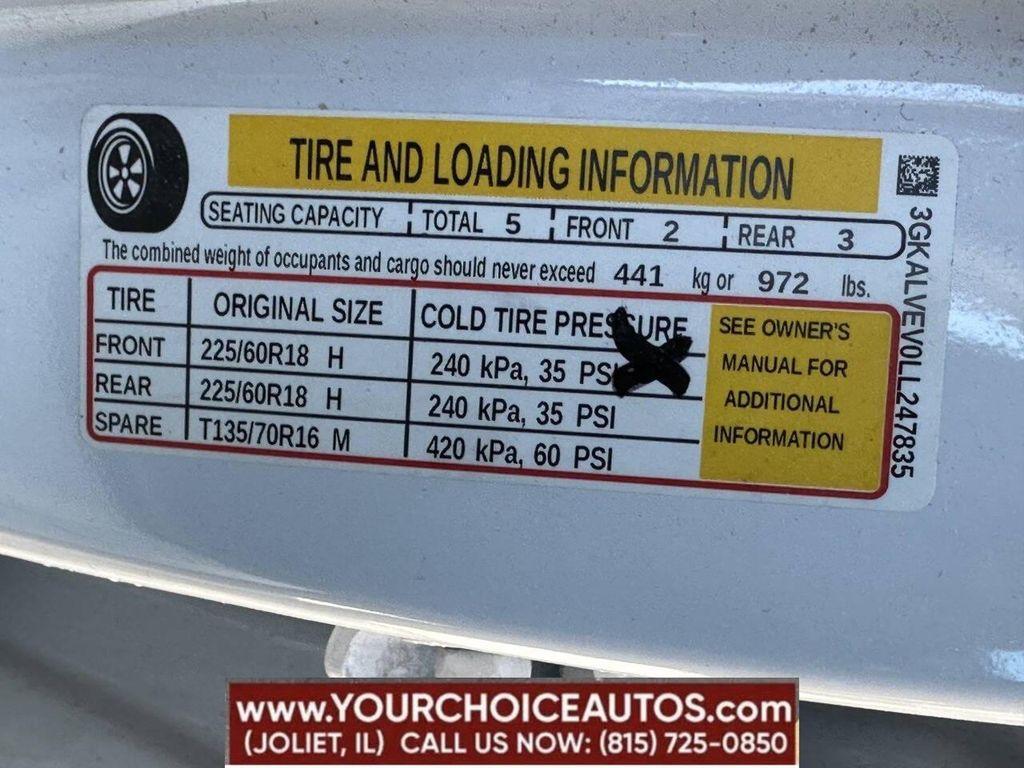 TIRE AND LOADING INFORMATION
SEATING CAPACITY TOTAL 5 FRONT 2 REAR 3
The combined weight of occupants and cargo should never exceed 441 kg or 972 lbs.
TIRE ORIGINAL SIZE COLD TIRE PRESSURE
FRONT 225/60R18 H 240 kPa, 35 PSI
REAR 225/60R18 H 240 kPa, 35 PSI
SPARE T135/70R16 M 420 kPa, 60 PSI
SEE OWNER'S
MANUAL FOR
ADDITIONAL
INFORMATION
3GKALVEV0LL247835
www.YOURCHOICEAUTOS.com
(JOLIET, IL) CALL US NOW: (815) 725-0850